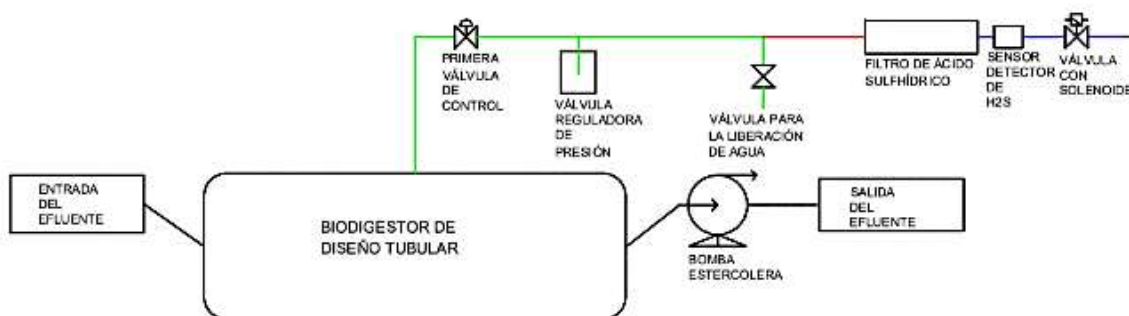 PRIMERA
VÁLVULA
DE
CONTROL
VÁLVULA
REGULADORA
DE
PRESIÓN
VÁLVULA PARA
LA LIBERACIÓN
DE AGUA
FILTRO DE ÁCIDO
SULFHÍDRICO
SENSOR
DETECTOR
DE
H2S
VÁLVULA
CON
SOLENOIDE
ENTRADA
DEL
EFLUENTE
BIODIGESTOR DE
DISEÑO TUBULAR
BOMBA
ESTERCOLERA
SALIDA
DEL
EFLUENTE